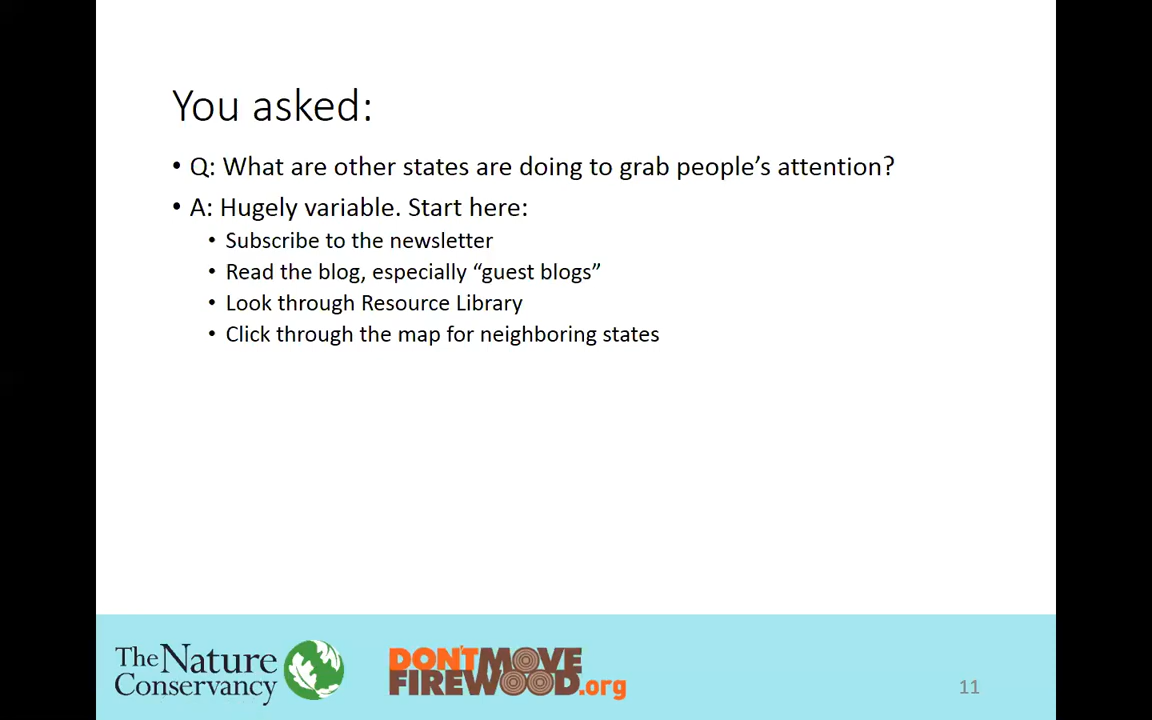 You asked:
• Q: What are other states are doing to grab people’s attention?
• A: Hugely variable. Start here:
• Subscribe to the newsletter
• Read the blog, especially “guest blogs”
• Look through Resource Library
• Click through the map for neighboring states
The Nature
Conservancy
DON'T MOVE
FIREWOOD.org
11